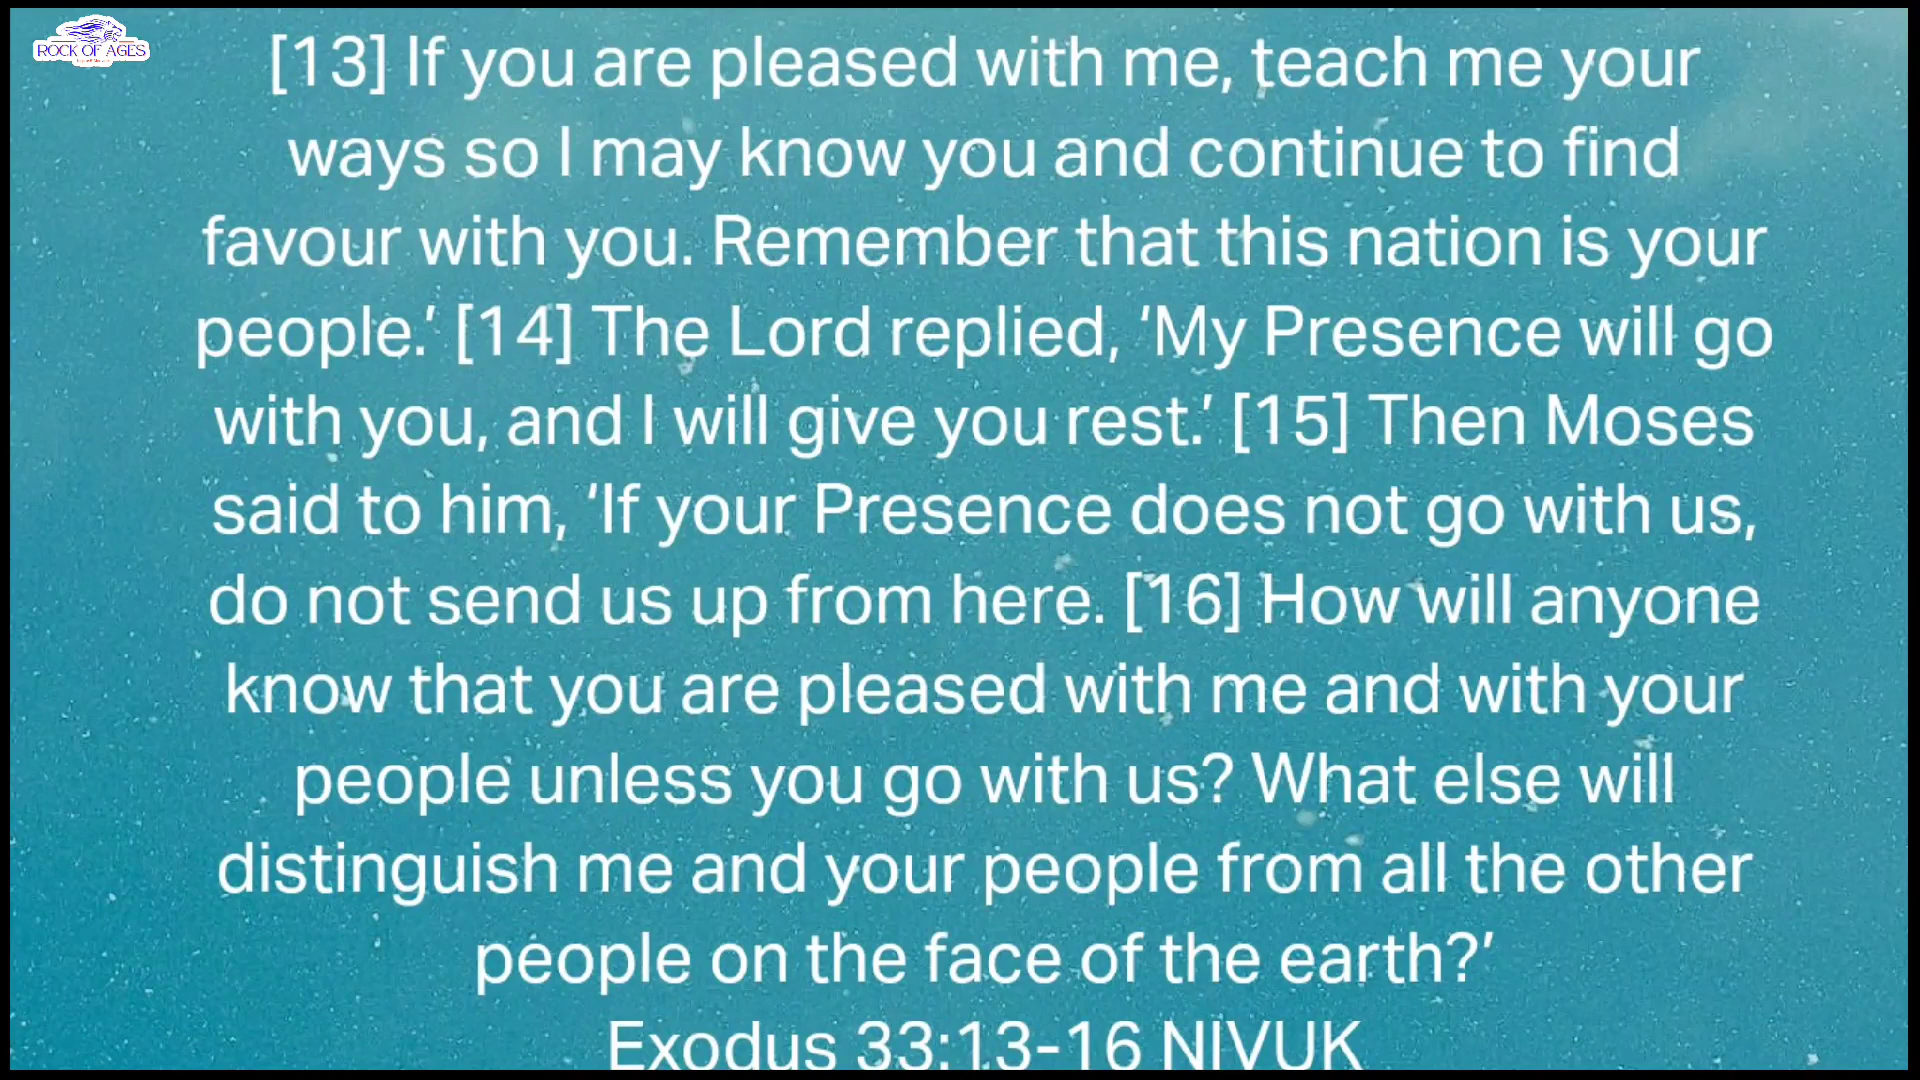 ROCK OF AGES
[13] If you are pleased with me, teach me your
ways so I may know you and continue to find
favour with you. Remember that this nation is your
people.’ [14] The Lord replied, ‘My Presence will go
with you, and I will give you rest.’ [15] Then Moses
said to him, ‘If your Presence does not go with us,
do not send us up from here. [16] How will anyone
know that you are pleased with me and with your
people unless you go with us? What else will
distinguish me and your people from all the other
people on the face of the earth?’
Exodus 33:13-16 NIVUK